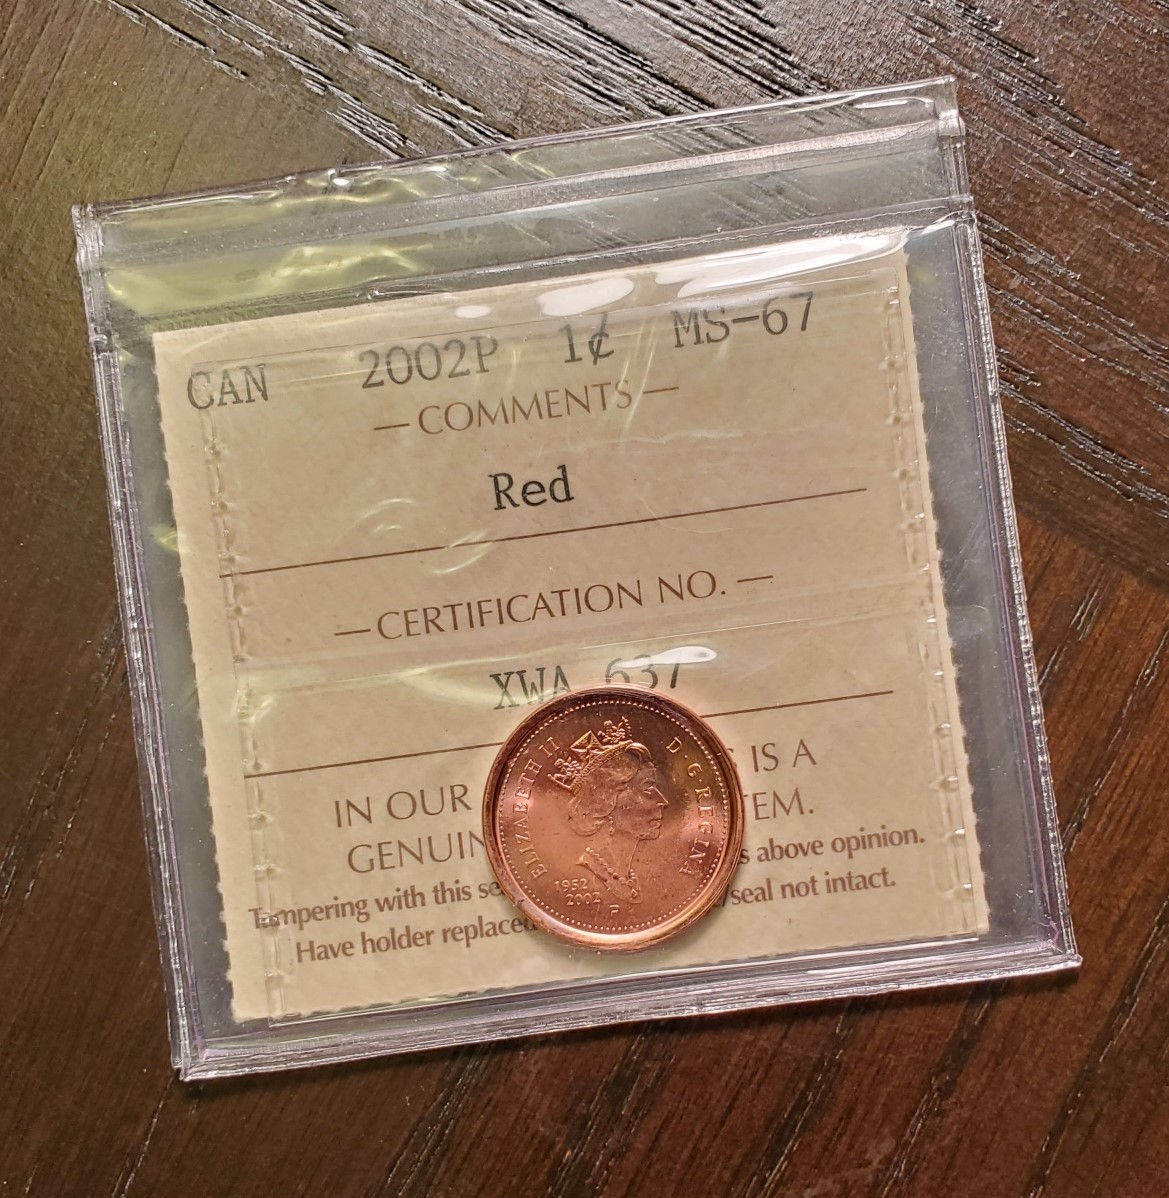 CAN 2002P 1¢ MS-67
— COMMENTS —
Red
— CERTIFICATION NO. —
XWA 637
IN OUR IS A
GENUIN TEM.
Tampering with this se s above opinion.
Have holder replaced /seal not intact.
ELIZABETH II D·G·REGINA
1952
2002
P